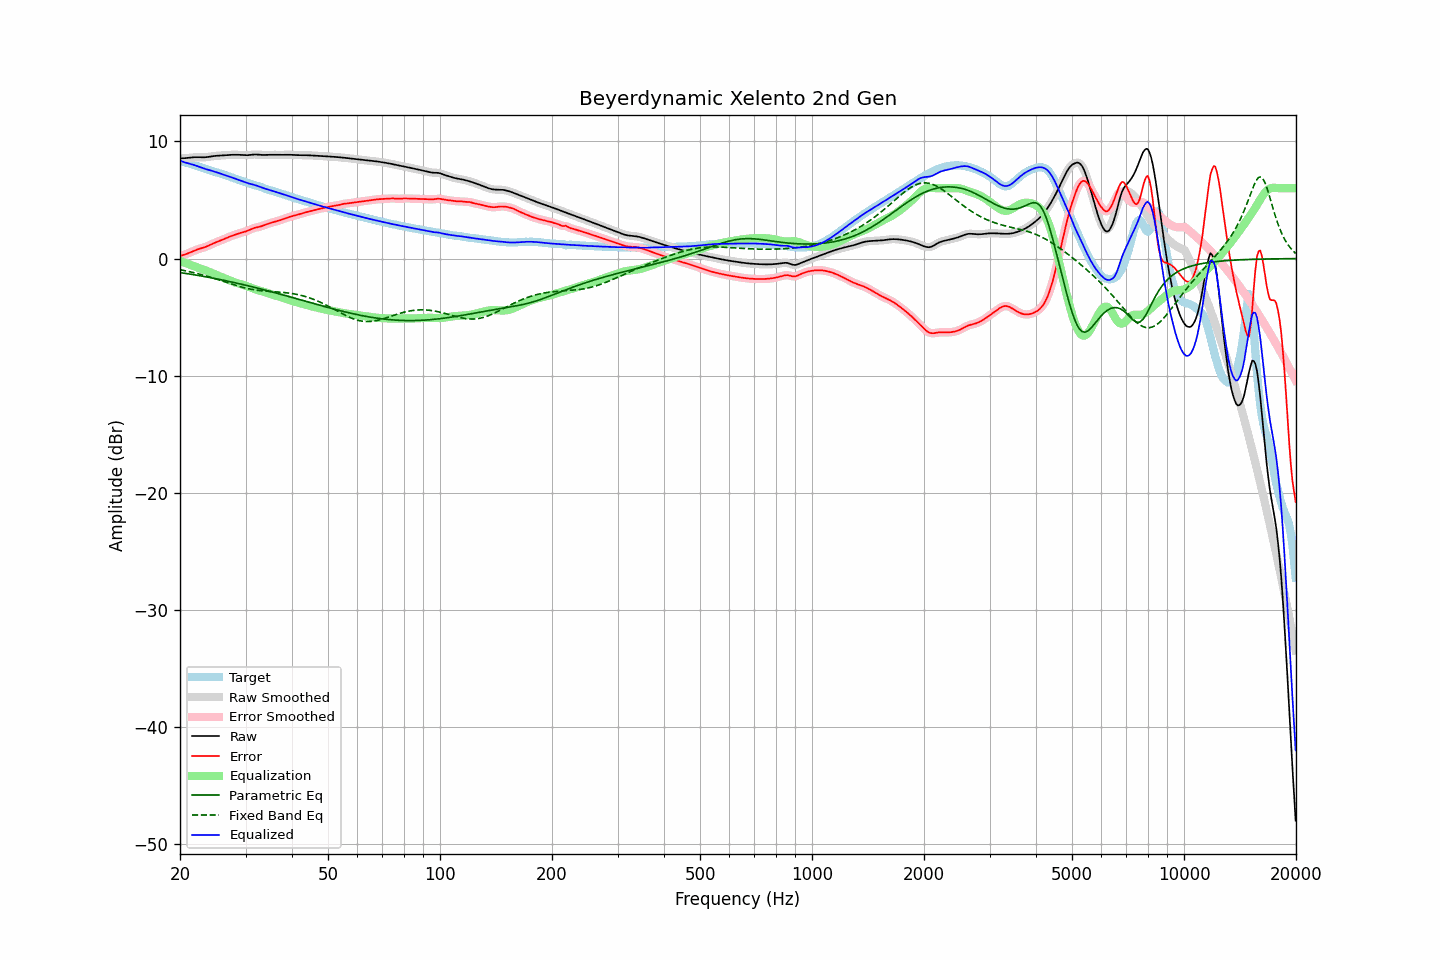 Beyerdynamic Xelento 2nd Gen
Amplitude (dBr)
10
0
−10
−20
−30
−40
−50
Target
Raw Smoothed
Error Smoothed
Raw
Error
Equalization
Parametric Eq
Fixed Band Eq
Equalized
20 50 100 200 500 1000 2000 5000 10000 20000
Frequency (Hz)